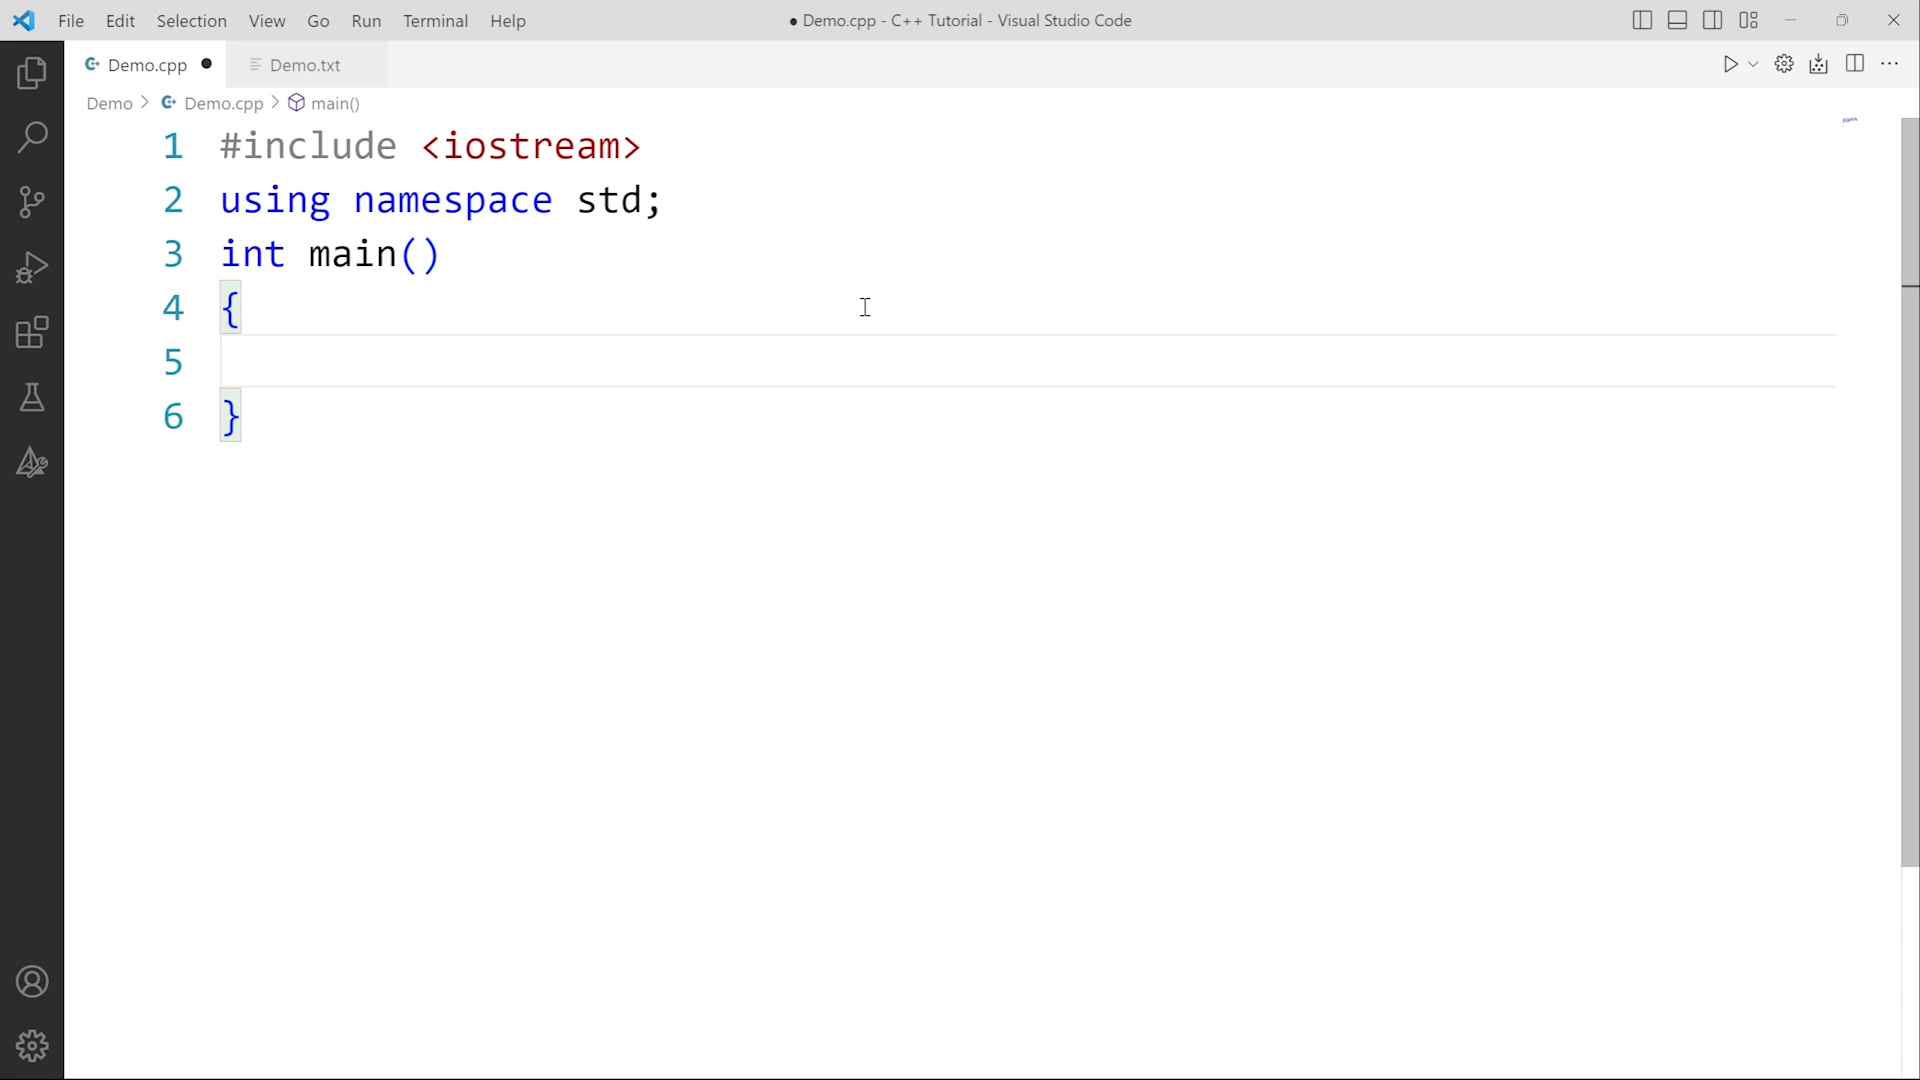 File Edit Selection View Go Run Terminal Help ● Demo.cpp - C++ Tutorial - Visual Studio Code
Demo.cpp ● Demo.txt
Demo > Demo.cpp > main()
1 #include <iostream>
2 using namespace std;
3 int main()
4 {
5
6 }